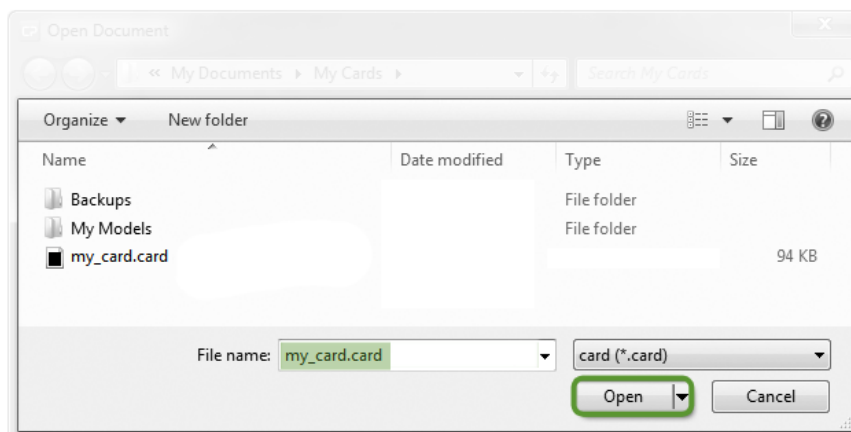 Open Document
« My Documents My Cards Search My Cards
Organize New folder
Name Date modified Type Size
Backups File folder
My Models File folder
my_card.card 94 KB
File name: my_card.card card (*.card)
Open Cancel